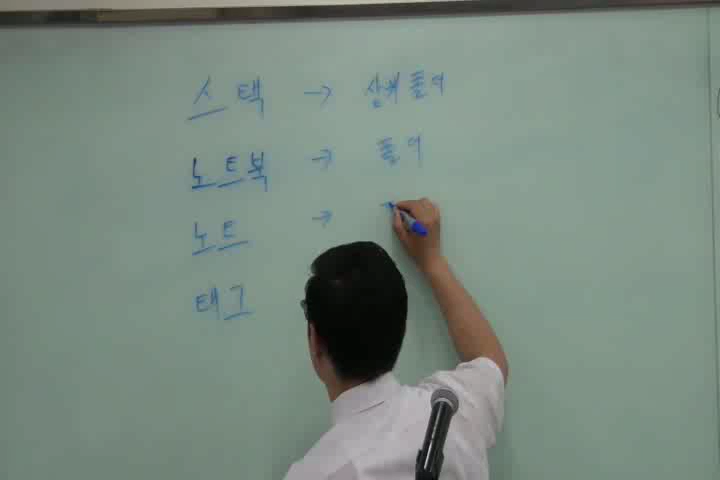 스택 → 상위 폴더
노트북 → 폴더
노트 →
태그